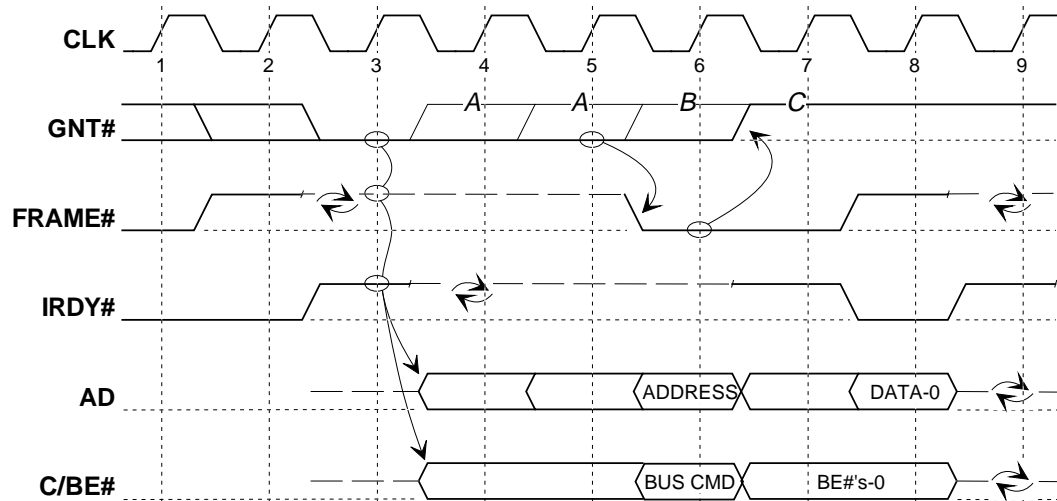 CLK
1 2 3 4 5 6 7 8 9
GNT#
A A B C
FRAME#
IRDY#
AD
ADDRESS DATA-0
C/BE#
BUS CMD BE#'s-0